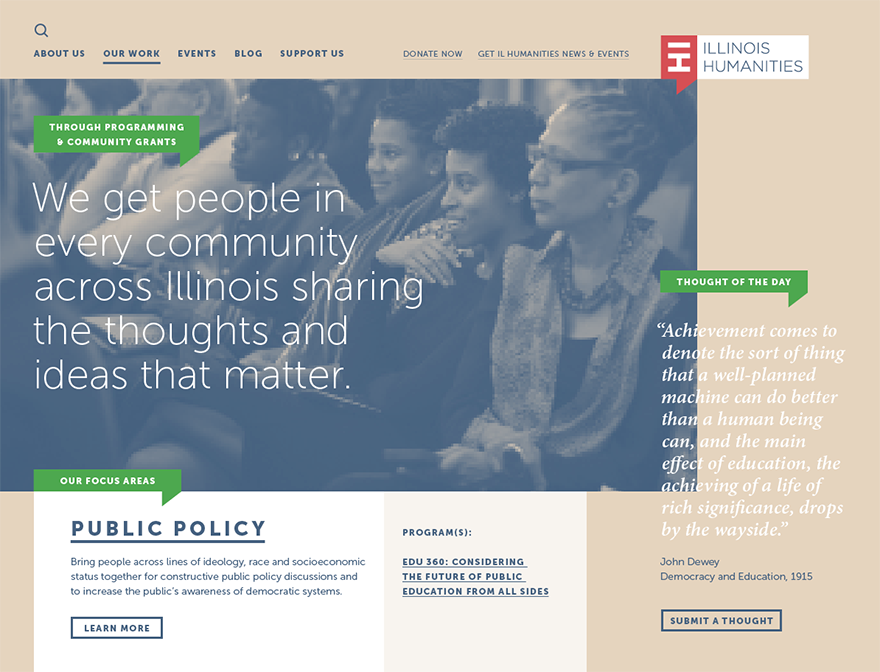 ABOUT US OUR WORK EVENTS BLOG SUPPORT US DONATE NOW GET IL HUMANITIES NEWS & EVENTS
ILLINOIS
HUMANITIES
THROUGH PROGRAMMING
& COMMUNITY GRANTS
We get people in
every community
across Illinois sharing
the thoughts and
ideas that matter.
THOUGHT OF THE DAY
“Achievement comes to
denote the sort of thing
that a well-planned
machine can do better
than a human being
can, and the main
effect of education, the
achieving of a life of
rich significance, drops
by the wayside.”
John Dewey
Democracy and Education, 1915
SUBMIT A THOUGHT
OUR FOCUS AREAS
PUBLIC POLICY
Bring people across lines of ideology, race and socioeconomic
status together for constructive public policy discussions and
to increase the public's awareness of democratic systems.
LEARN MORE
PROGRAM(S):
EDU 360: CONSIDERING
THE FUTURE OF PUBLIC
EDUCATION FROM ALL SIDES